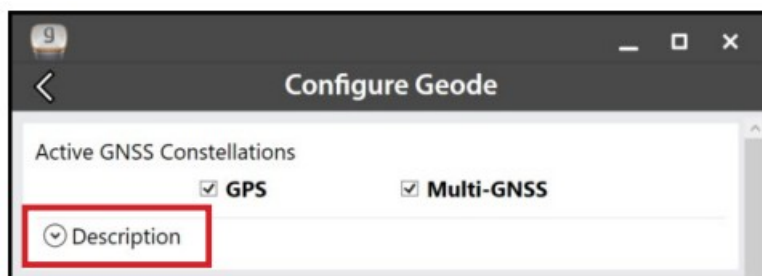 g
Configure Geode
Active GNSS Constellations
GPS Multi-GNSS
Description